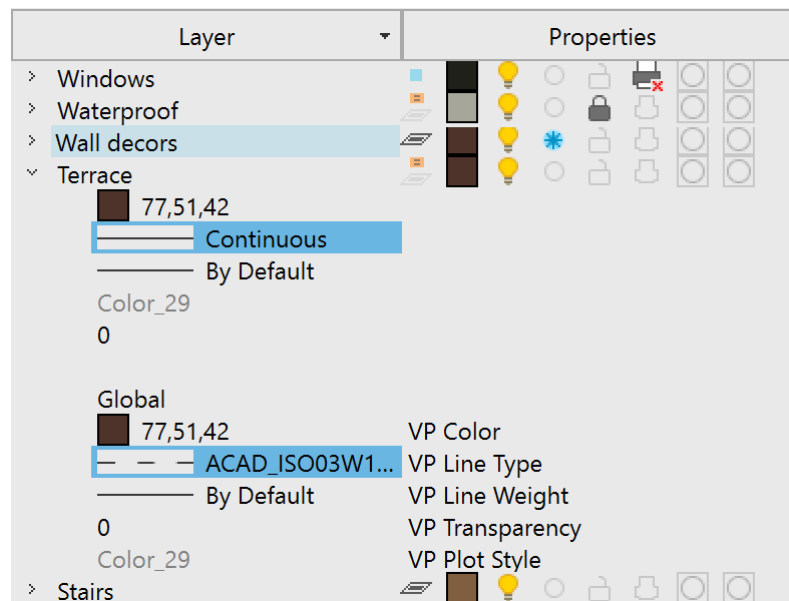 Layer Properties
Windows
Waterproof
Wall decors
Terrace
77,51,42
Continuous
By Default
Color_29
0
Global
77,51,42 VP Color
ACAD_ISO03W1... VP Line Type
By Default VP Line Weight
0 VP Transparency
Color_29 VP Plot Style
Stairs